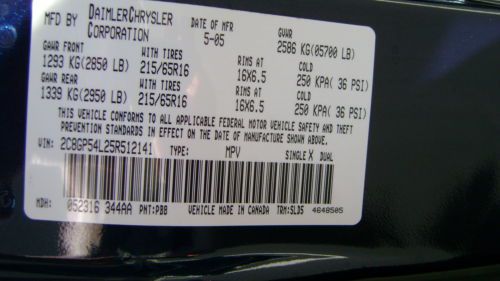 MFD BY DAIMLERCHRYSLER CORPORATION DATE OF MFR 5-05 GVWR 2586 KG(05700 LB)
GAWR FRONT WITH TIRES RIMS AT COLD
1293 KG(2850 LB) 215/65R16 16X6.5 250 KPA( 36 PSI)
GAWR REAR WITH TIRES RIMS AT COLD
1339 KG(2950 LB) 215/65R16 16X6.5 250 KPA( 36 PSI)
THIS VEHICLE CONFORMS TO ALL APPLICABLE FEDERAL MOTOR VEHICLE SAFETY AND THEFT
PREVENTION STANDARDS IN EFFECT ON THE DATE OF MANUFACTURE SHOWN ABOVE.
VIN: 2C8GP54L25R512141 TYPE: MPV SINGLE X DUAL
MDH: 052316 344AA PNT:PBB VEHICLE MADE IN CANADA TRM:SLD5 4648505